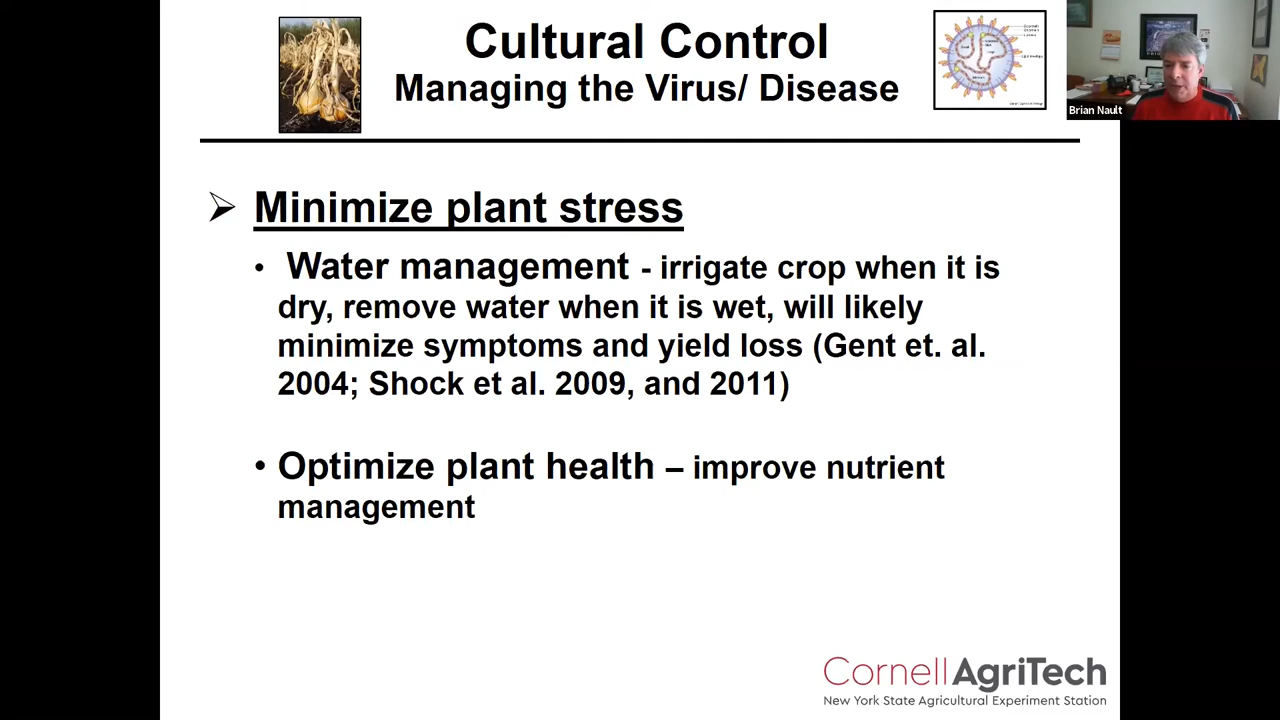 Cultural Control
Managing the Virus/ Disease
Brian Nault
➢ Minimize plant stress
• Water management - irrigate crop when it is
dry, remove water when it is wet, will likely
minimize symptoms and yield loss (Gent et. al.
2004; Shock et al. 2009, and 2011)
• Optimize plant health – improve nutrient
management
Cornell AgriTech
New York State Agricultural Experiment Station